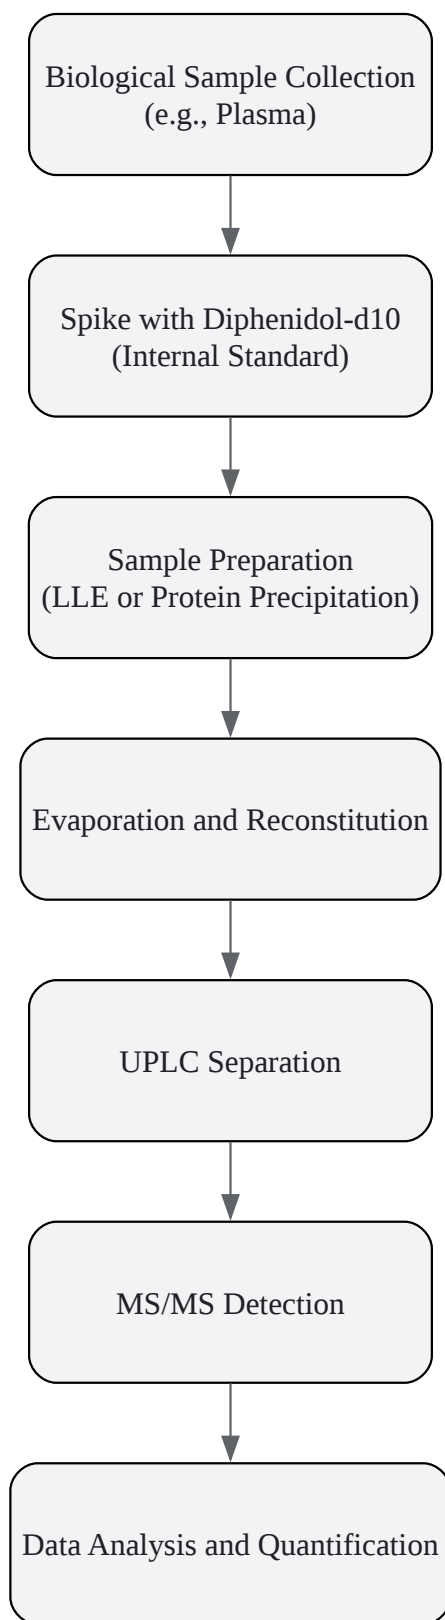 Biological Sample Collection
(e.g., Plasma)
Spike with Diphenidol-d10
(Internal Standard)
Sample Preparation
(LLE or Protein Precipitation)
Evaporation and Reconstitution
UPLC Separation
MS/MS Detection
Data Analysis and Quantification